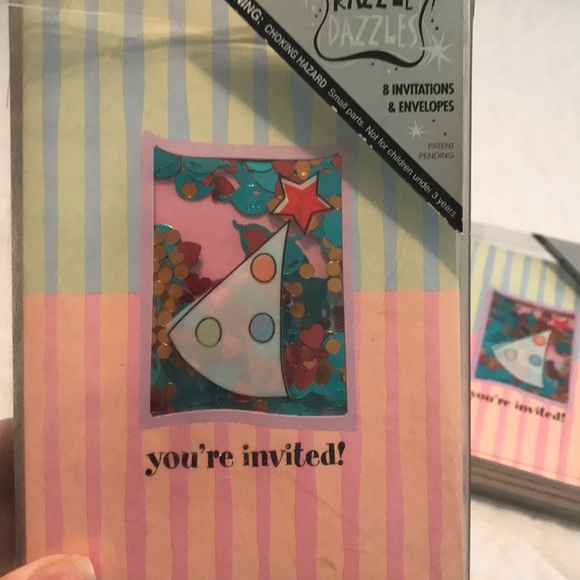 RAZZLE
DAZZLES
8 INVITATIONS
& ENVELOPES
PATENT
PENDING
NING: CHOKING HAZARD Small parts. Not for children under 3 years
you're invited!
you're invited!